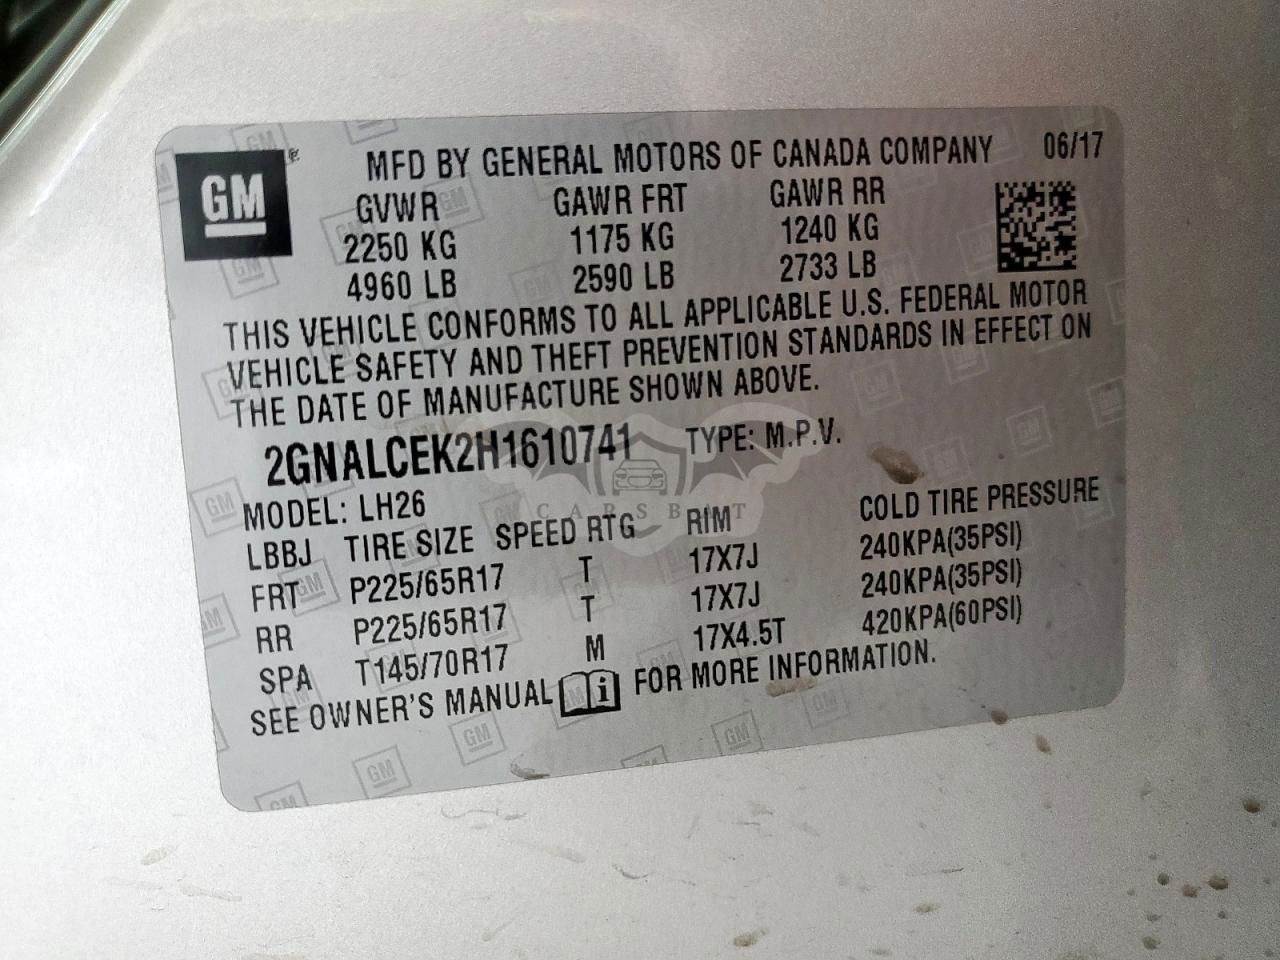 GM MFD BY GENERAL MOTORS OF CANADA COMPANY 06/17
GVWR GAWR FRT GAWR RR
2250 KG 1175 KG 1240 KG
4960 LB 2590 LB 2733 LB
THIS VEHICLE CONFORMS TO ALL APPLICABLE U.S. FEDERAL MOTOR
VEHICLE SAFETY AND THEFT PREVENTION STANDARDS IN EFFECT ON
THE DATE OF MANUFACTURE SHOWN ABOVE.
2GNALCEK2H1610741 TYPE: M.P.V.
CARSBAT
MODEL: LH26
LBBJ TIRE SIZE SPEED RTG RIM COLD TIRE PRESSURE
FRT P225/65R17 T 17X7J 240KPA(35PSI)
RR P225/65R17 T 17X7J 240KPA(35PSI)
SPA T145/70R17 M 17X4.5T 420KPA(60PSI)
SEE OWNER'S MANUAL i FOR MORE INFORMATION.